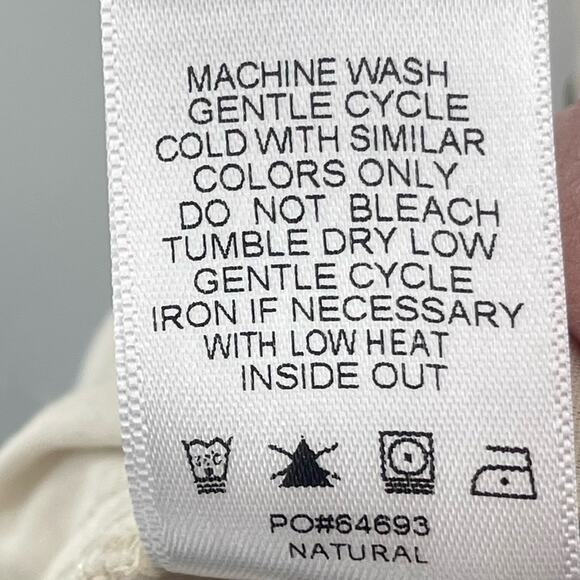 MACHINE WASH
GENTLE CYCLE
COLD WITH SIMILAR
COLORS ONLY
DO NOT BLEACH
TUMBLE DRY LOW
GENTLE CYCLE
IRON IF NECESSARY
WITH LOW HEAT
INSIDE OUT
PO#64693
NATURAL